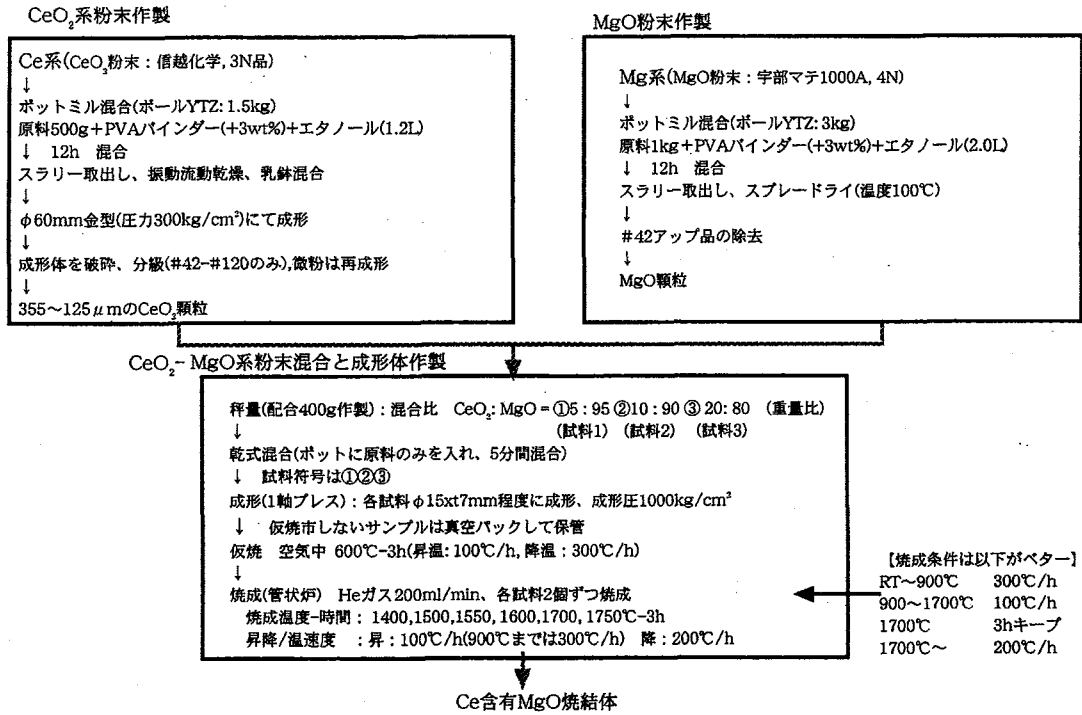 CeO₂系粉末作製
Ce系(CeO₂粉末：信越化学, 3N品)
↓
ポットミル混合(ボールYTZ: 1.5kg)
原料500g＋PVAバインダー(+3wt%)＋エタノール(1.2L)
↓ 12h 混合
スラリー取出し、振動流動乾燥、乳鉢混合
↓
φ60mm金型(圧力300kg/cm²)にて成形
↓
成形体を破砕、分級(#42-#120のみ),微粉は再成形
↓
355～125μmのCeO₂顆粒
MgO粉末作製
Mg系(MgO粉末：宇部マテ1000A, 4N)
↓
ポットミル混合(ボールYTZ: 3kg)
原料1kg＋PVAバインダー(+3wt%)＋エタノール(2.0L)
↓ 12h 混合
スラリー取出し、スプレードライ(温度100℃)
↓
＃42アップ品の除去
↓
MgO顆粒
CeO₂- MgO系粉末混合と成形体作製
秤量(配合400g作製)：混合比 CeO₂: MgO = ①5：95 ②10：90 ③ 20: 80 (重量比)
↓ (試料1) (試料2) (試料3)
乾式混合(ポットに原料のみを入れ、5分間混合)
↓ 試料符号は①②③
成形(1軸プレス)：各試料φ15xt7mm程度に成形、成形圧1000kg/cm²
↓ 仮焼市しないサンプルは真空パックして保管
仮焼 空気中 600℃-3h(昇温: 100℃/h, 降温：300℃/h)
↓
焼成(管状炉) Heガス200ml/min、各試料2個ずつ焼成
焼成温度-時間：1400,1500,1550, 1600,1700, 1750℃-3h
昇降/温速度 ：昇：100℃/h(900℃までは300℃/h) 降：200℃/h
【焼成条件は以下がベター】
RT～900℃ 300℃/h
900～1700℃ 100℃/h
1700℃ 3hキープ
1700℃～ 200℃/h
Ce含有MgO焼結体